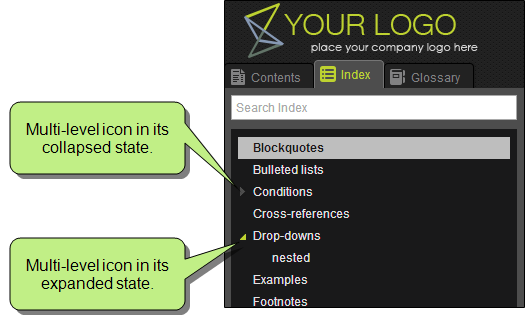 YOUR LOGO
place your company logo here
Contents
Index
Glossary
Search Index
Multi-level icon in its
collapsed state.
Blockquotes
Bulleted lists
Conditions
Cross-references
Drop-downs
nested
Examples
Footnotes
Multi-level icon in its
expanded state.